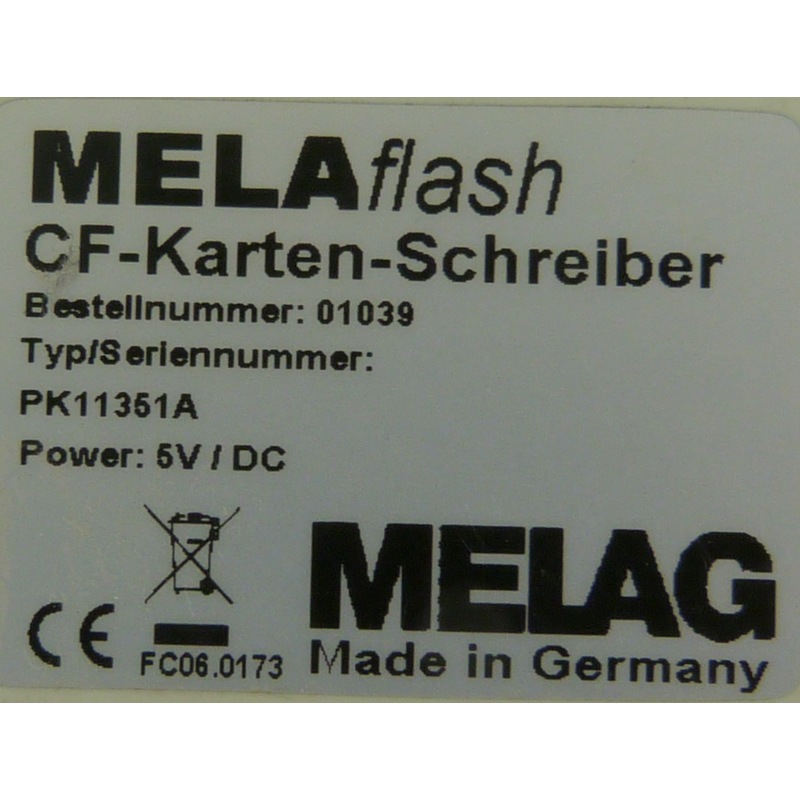 MELAflash
CF-Karten-Schreiber
Bestellnummer: 01039
Typ/Seriennummer:
PK11351A
Power: 5V / DC
MELAG
CE FC06.0173 Made in Germany